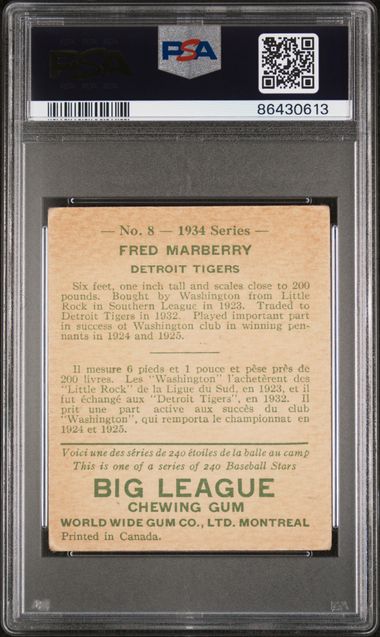 PSA
PSA
86430613
— No. 8 — 1934 Series —
FRED MARBERRY
DETROIT TIGERS
Six feet, one inch tall and scales close to 200
pounds. Bought by Washington from Little
Rock in Southern League in 1923. Traded to
Detroit Tigers in 1932. Played important part
in success of Washington club in winning pen-
nants in 1924 and 1925.
Il mesure 6 pieds et 1 pouce et pèse près de
200 livres. Les "Washington" l'achetèrent des
"Little Rock" de la Ligue du Sud, en 1923, et il
fut échangé aux "Detroit Tigers", en 1932. Il
prit une part active aux succès du club
"Washington", qui remporta le championnat en
1924 et 1925.
Voici une des séries de 240 étoiles de la balle au camp
This is one of a series of 240 Baseball Stars
BIG LEAGUE
CHEWING GUM
WORLD WIDE GUM CO., LTD. MONTREAL
Printed in Canada.